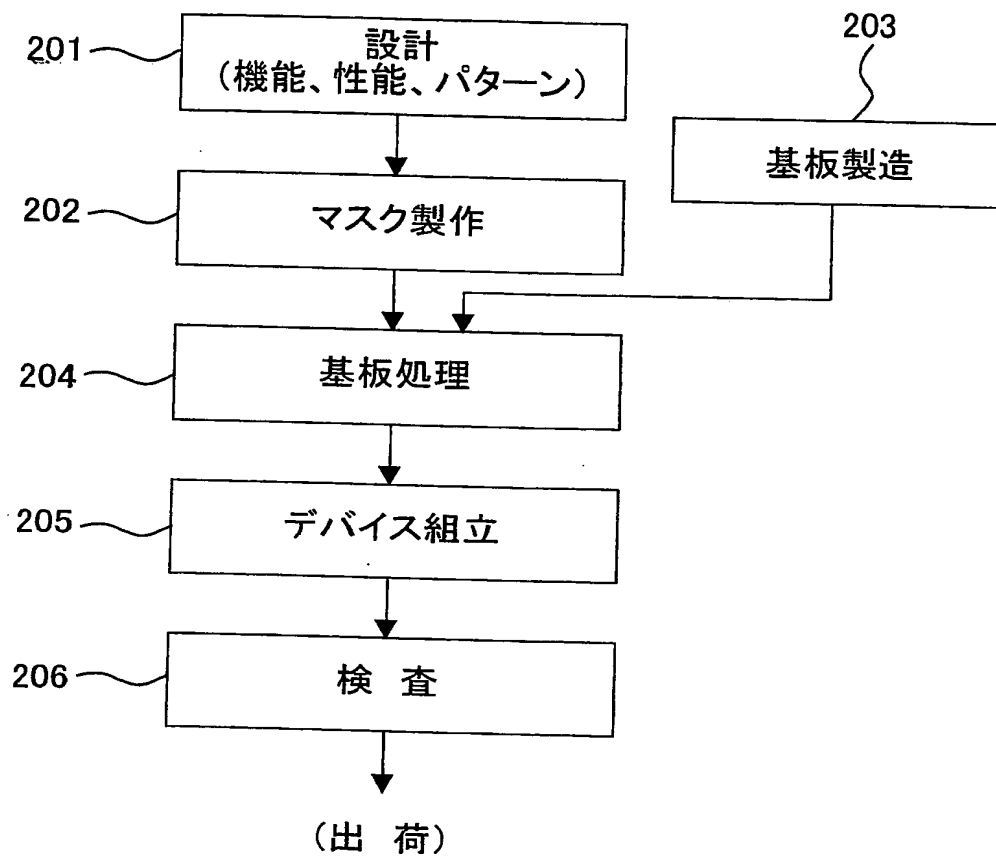 201
設計
(機能、性能、パターン)
203
基板製造
202
マスク製作
204
基板処理
205
デバイス組立
206
検 査
(出 荷)